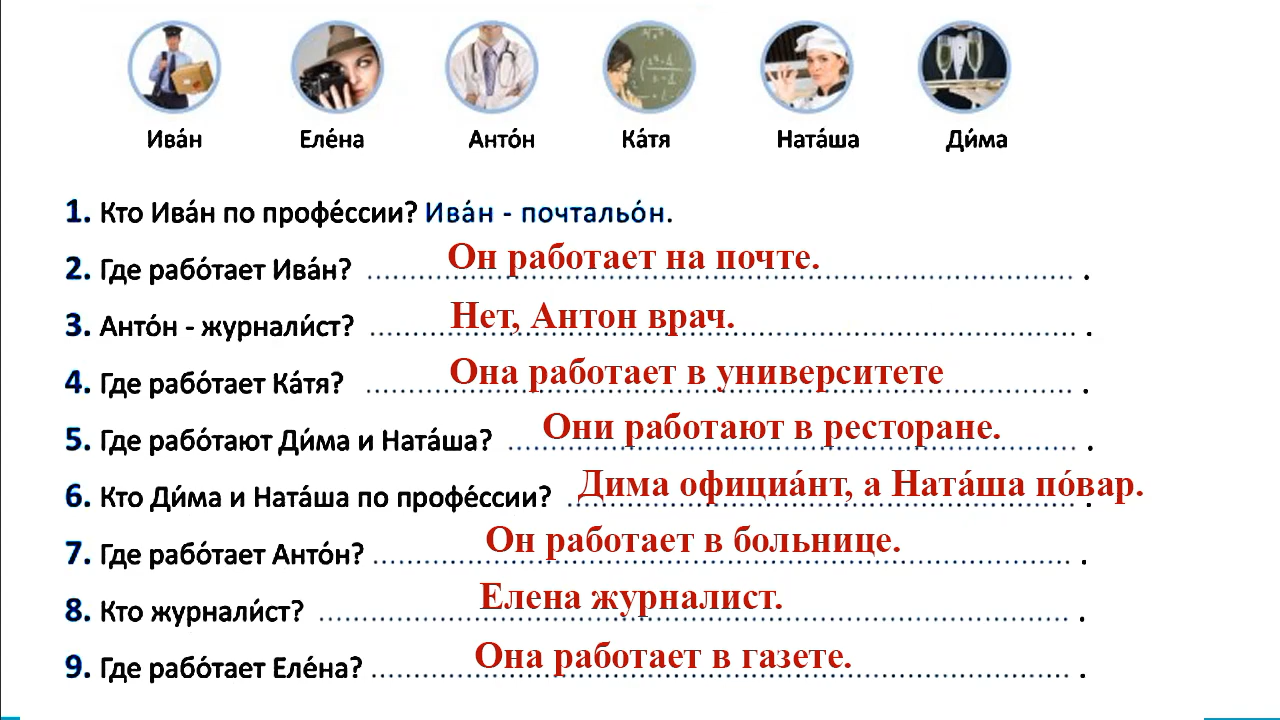 Ива́н Еле́на Анто́н Ка́тя Ната́ша Ди́ма
1. Кто Ива́н по профе́ссии? Ива́н - почтальо́н.
2. Где рабо́тает Ива́н? Он работает на почте.
3. Анто́н - журнали́ст? Нет, Антон врач.
4. Где рабо́тает Ка́тя? Она работает в университете
5. Где рабо́тают Ди́ма и Ната́ша? Они работают в ресторане.
6. Кто Ди́ма и Ната́ша по профе́ссии? Дима официа́нт, а Ната́ша по́вар.
7. Где рабо́тает Анто́н? Он работает в больнице.
8. Кто журнали́ст? Елена журналист.
9. Где рабо́тает Еле́на? Она работает в газете.